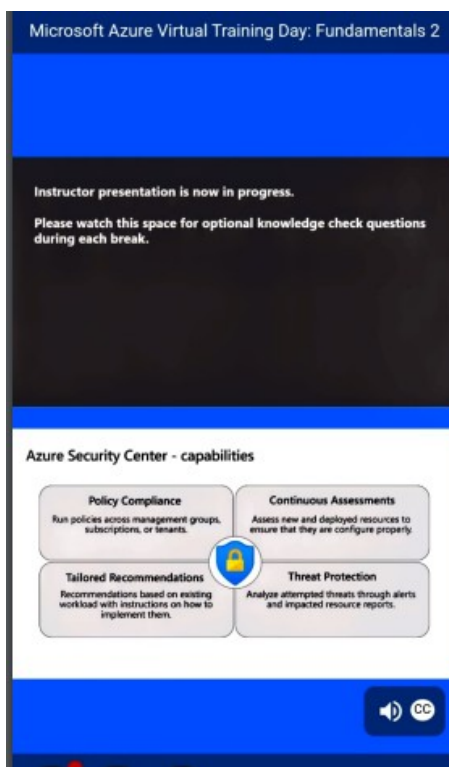 Microsoft Azure Virtual Training Day: Fundamentals 2
Instructor presentation is now in progress.
Please watch this space for optional knowledge check questions
during each break.
Azure Security Center - capabilities
Policy Compliance
Run policies across management groups,
subscriptions, or tenants.
Continuous Assessments
Assess new and deployed resources to
ensure that they are configure properly.
Tailored Recommendations
Recommendations based on existing
workload with instructions on how to
implement them.
Threat Protection
Analyze attempted threats through alerts
and impacted resource reports.
CC